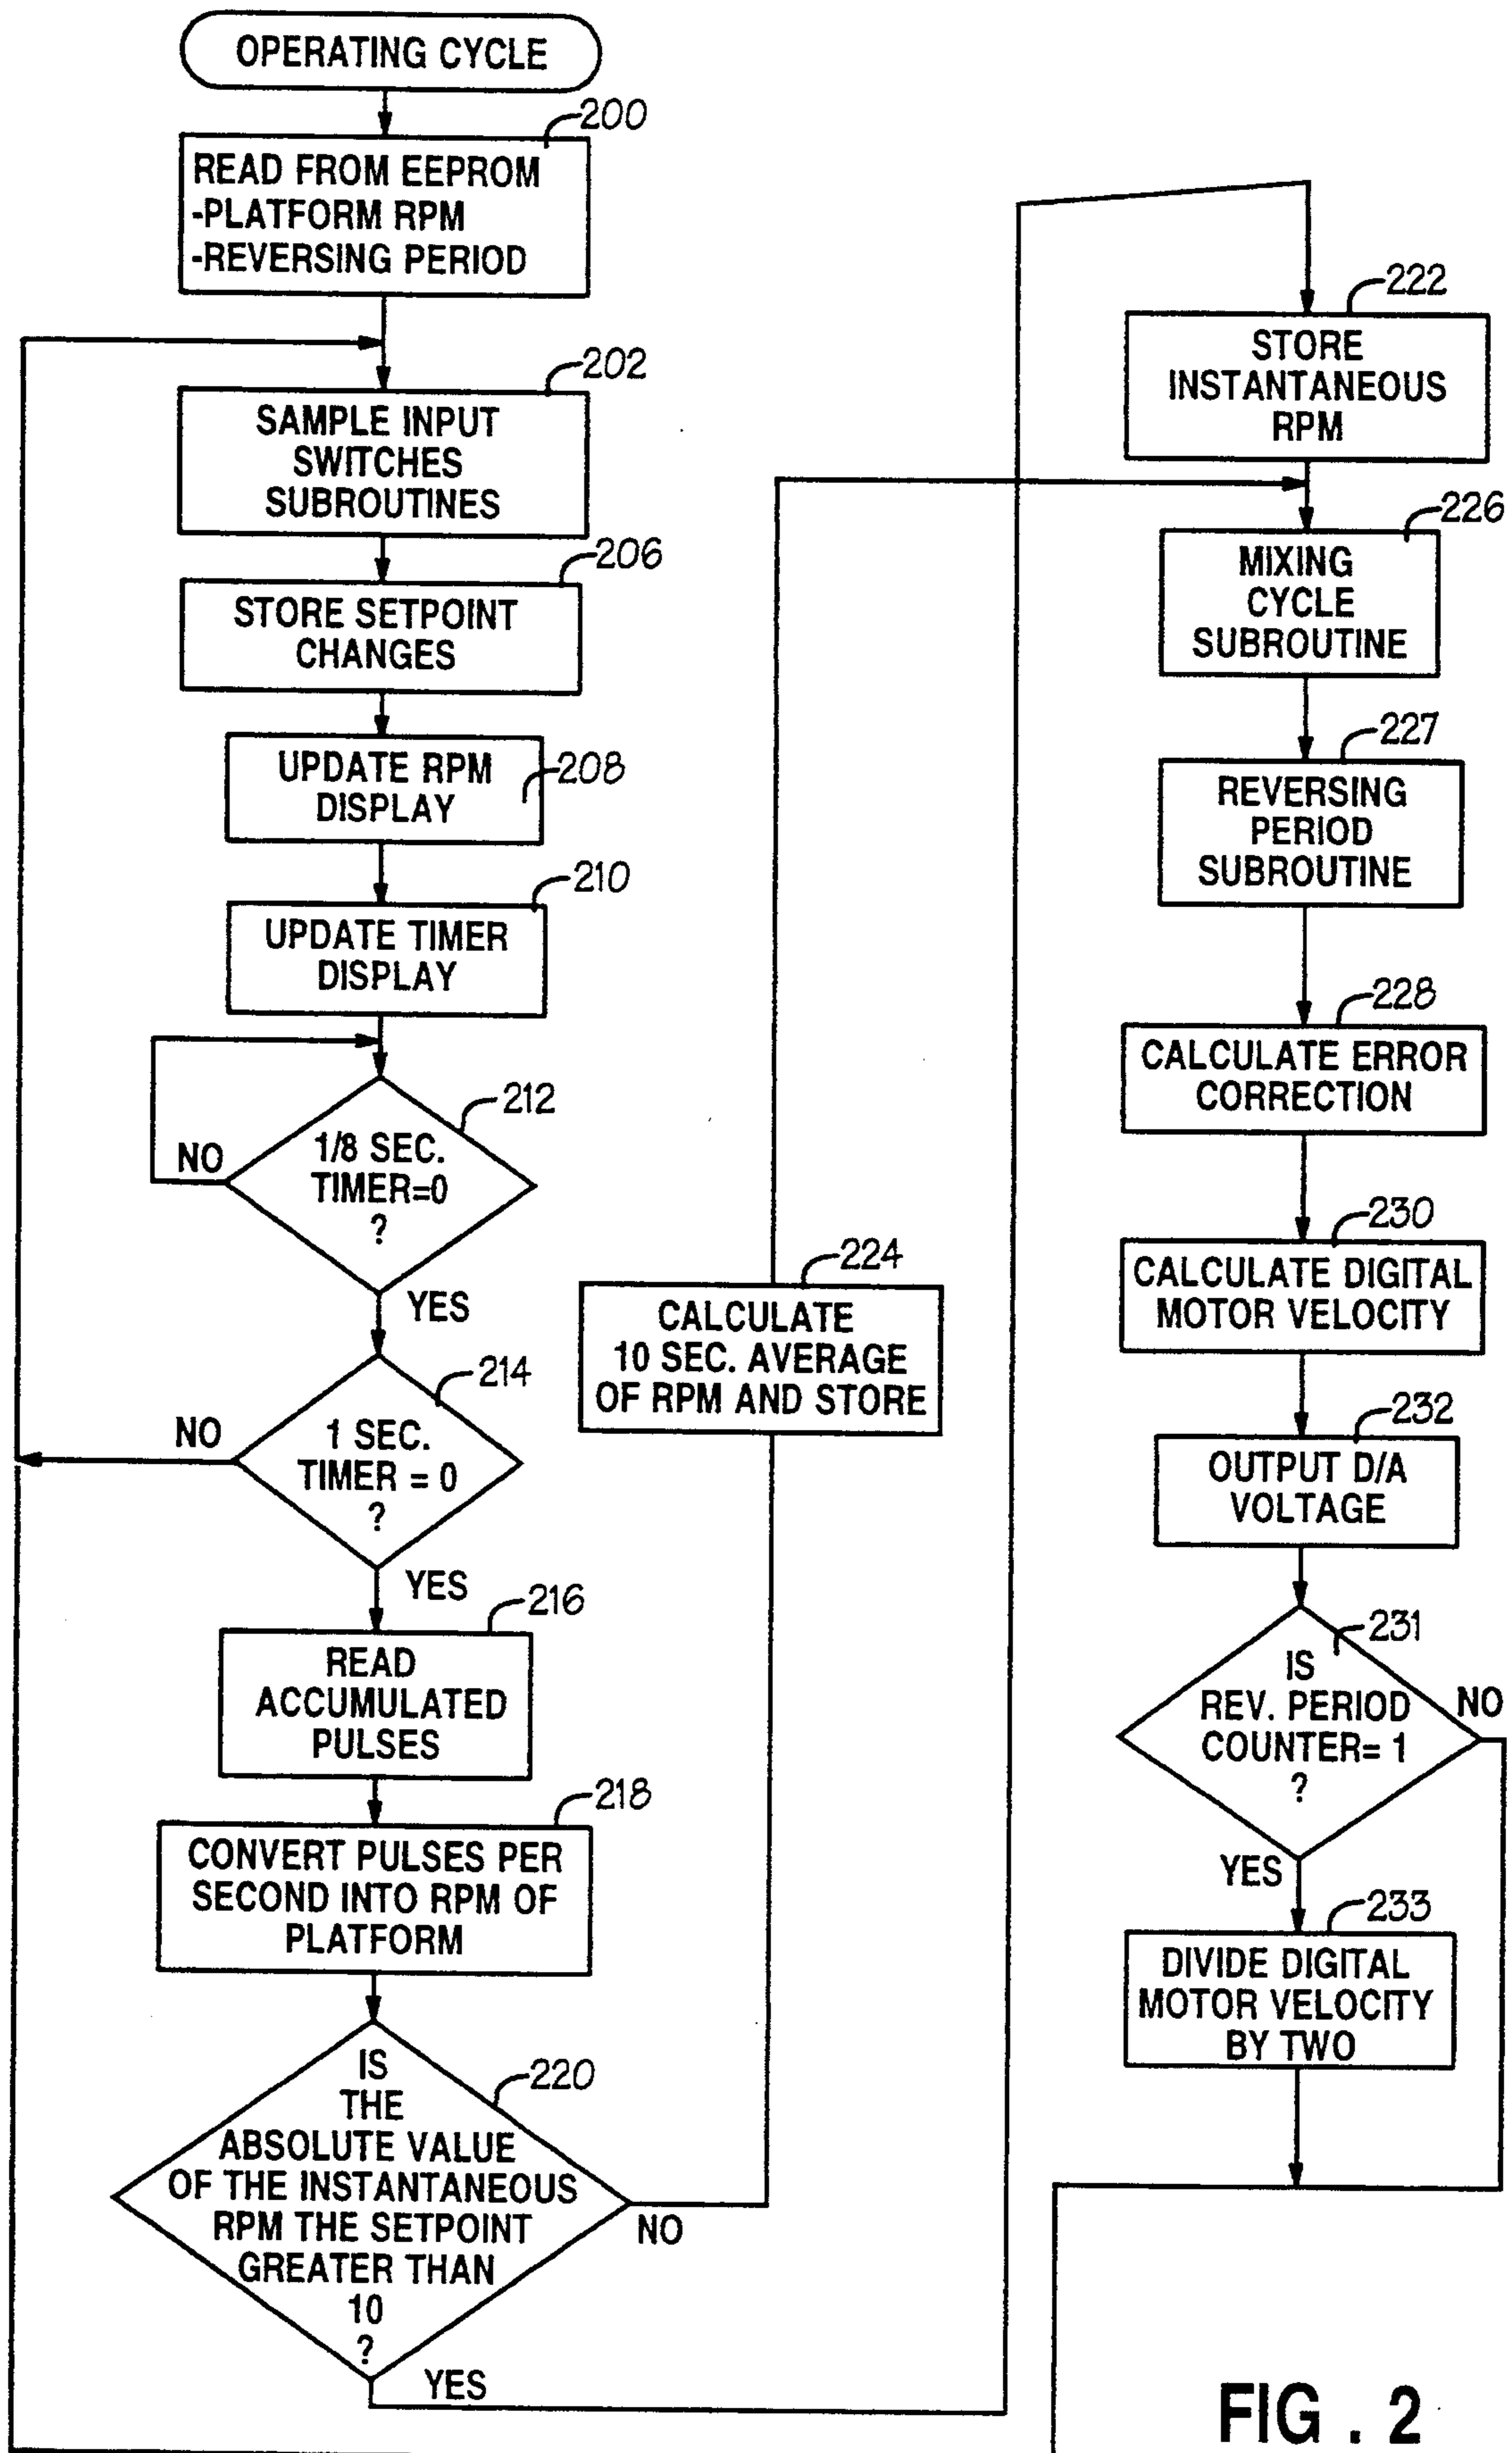 OPERATING CYCLE
200
READ FROM EEPROM
-PLATFORM RPM
-REVERSING PERIOD
202
SAMPLE INPUT
SWITCHES
SUBROUTINES
206
STORE SETPOINT
CHANGES
UPDATE RPM
DISPLAY
208
210
UPDATE TIMER
DISPLAY
212
1/8 SEC.
TIMER=0
?
NO
YES
214
1 SEC.
TIMER = 0
?
NO
YES
216
READ
ACCUMULATED
PULSES
218
CONVERT PULSES PER
SECOND INTO RPM OF
PLATFORM
220
IS
THE
ABSOLUTE VALUE
OF THE INSTANTANEOUS
RPM THE SETPOINT
GREATER THAN
10
?
NO
YES
224
CALCULATE
10 SEC. AVERAGE
OF RPM AND STORE
222
STORE
INSTANTANEOUS
RPM
226
MIXING
CYCLE
SUBROUTINE
227
REVERSING
PERIOD
SUBROUTINE
228
CALCULATE ERROR
CORRECTION
230
CALCULATE DIGITAL
MOTOR VELOCITY
232
OUTPUT D/A
VOLTAGE
231
IS
REV. PERIOD
COUNTER= 1
?
NO
YES
233
DIVIDE DIGITAL
MOTOR VELOCITY
BY TWO
FIG . 2